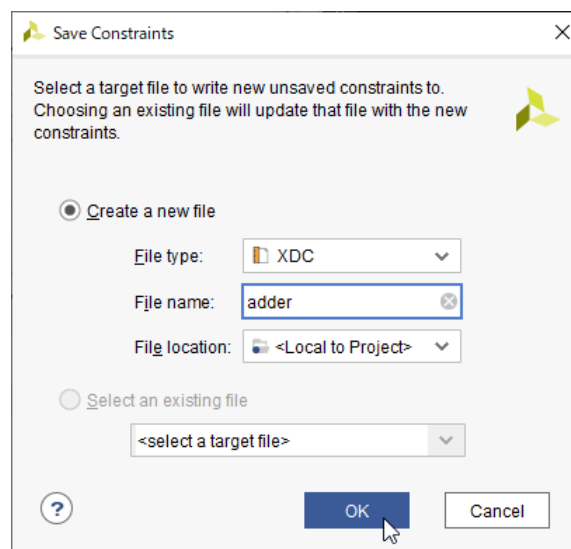 Save Constraints
Select a target file to write new unsaved constraints to.
Choosing an existing file will update that file with the new
constraints.
Create a new file
File type: XDC
File name: adder
File location: <Local to Project>
Select an existing file
<select a target file>
? OK Cancel